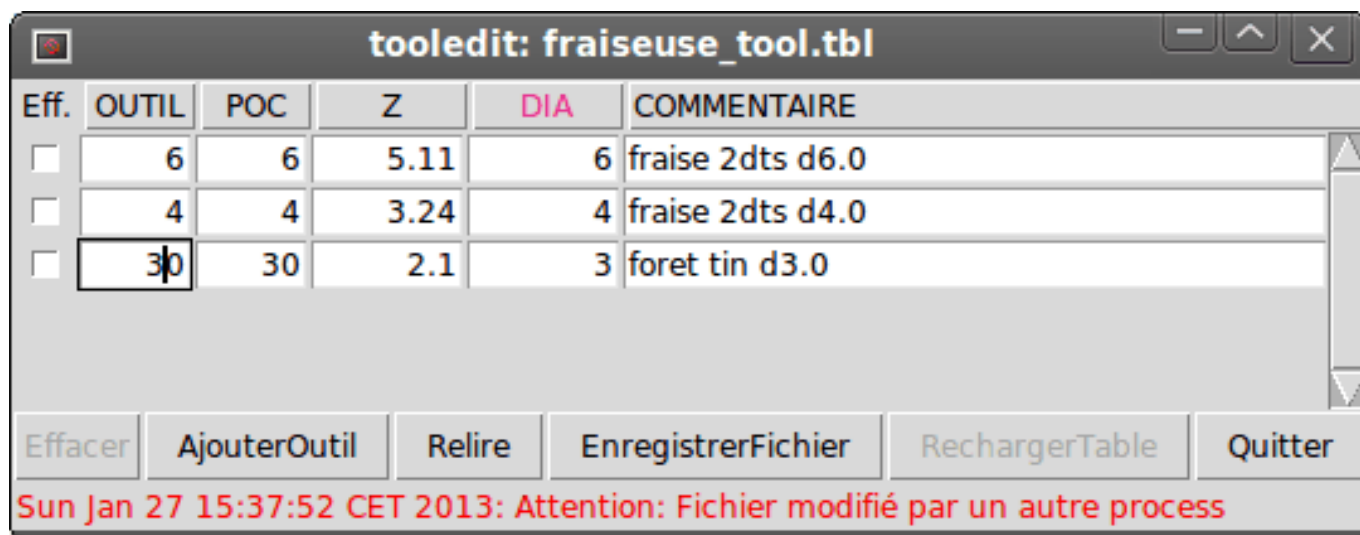 tooledit: fraiseuse_tool.tbl
Eff. OUTIL POC Z DIA COMMENTAIRE
6 6 5.11 6 fraise 2dts d6.0
4 4 3.24 4 fraise 2dts d4.0
30 30 2.1 3 foret tin d3.0
Effacer AjouterOutil Relire EnregistrerFichier RechargerTable Quitter
Sun Jan 27 15:37:52 CET 2013: Attention: Fichier modifié par un autre process